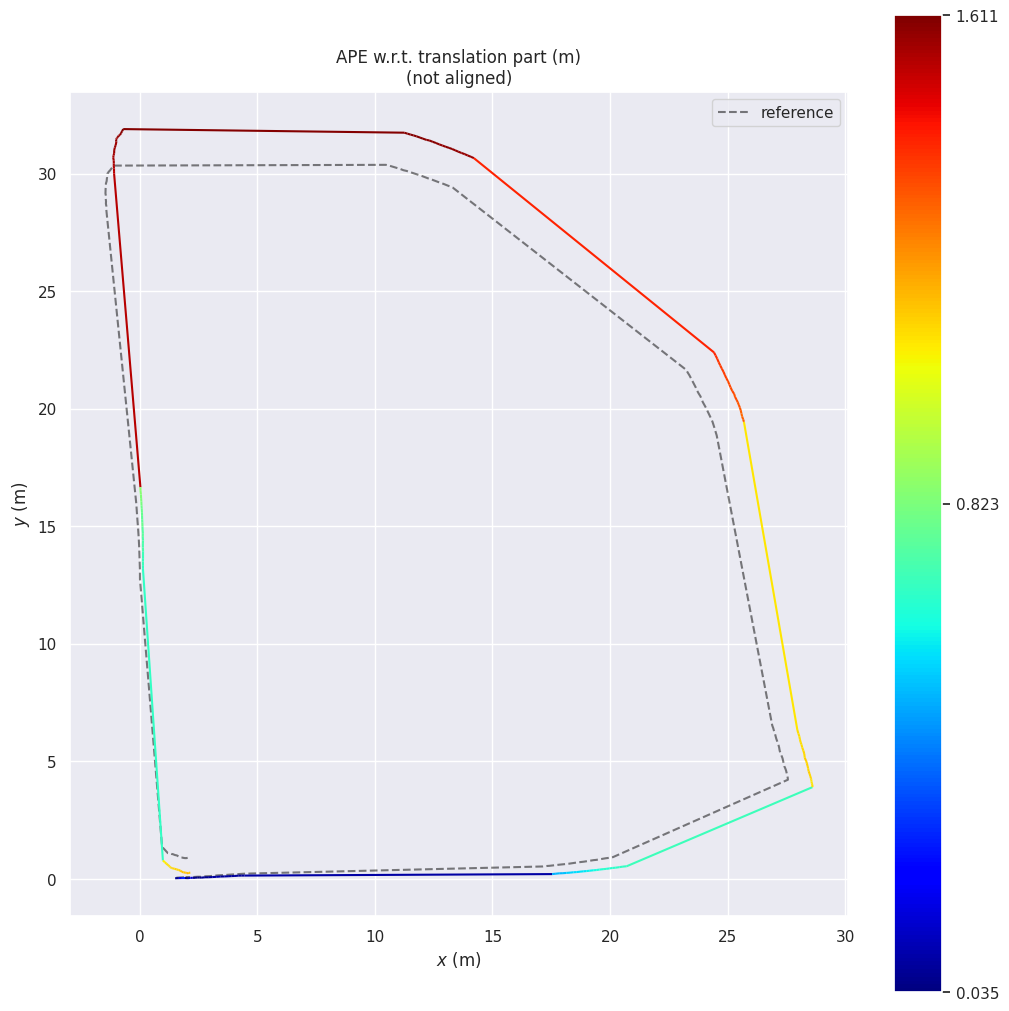 APE w.r.t. translation part (m)
(not aligned)
reference
1.611
0.823
0.035
y (m)
30
25
20
15
10
5
0
0 5 10 15 20 25 30
x (m)